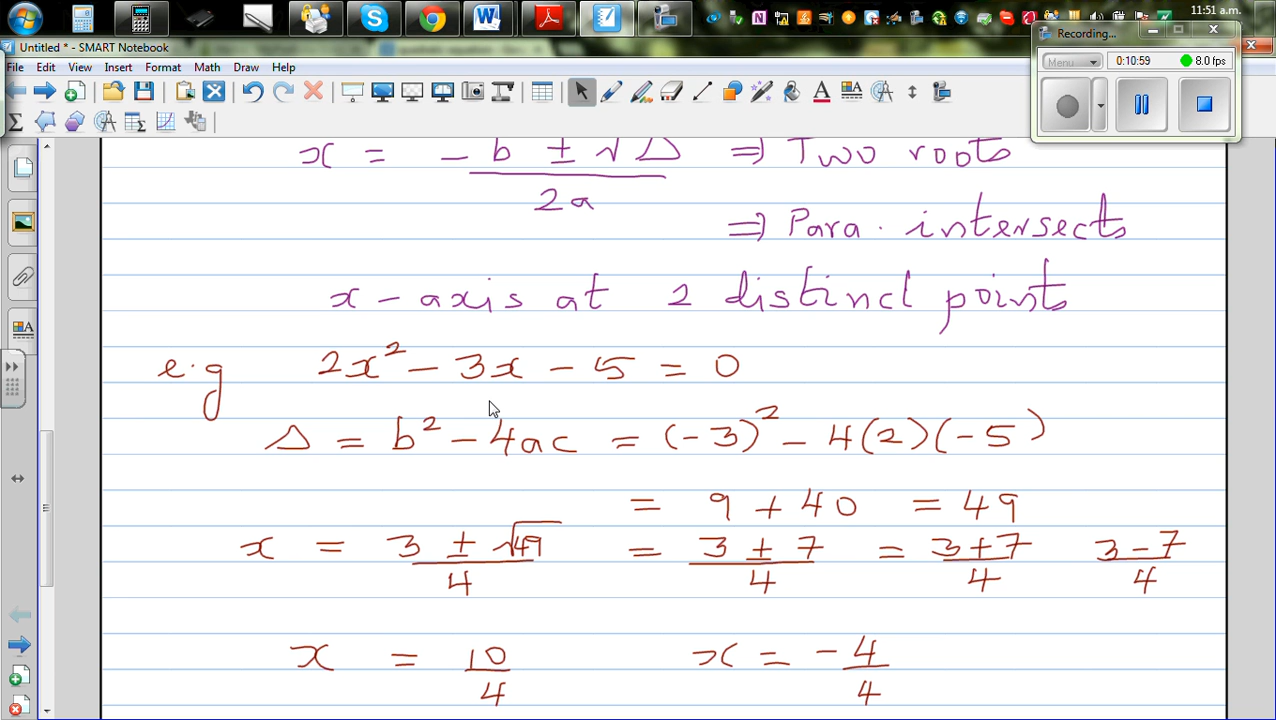 11:51 a.m.
Untitled * - SMART Notebook
Recording...
File Edit View Insert Format Math Draw Help
Menu 0:10:59 8.0 fps
x = -b ± √Δ / 2a ⇒ Two roots
⇒ Para. intersects
x-axis at 2 distinct points
e.g 2x² - 3x - 5 = 0
Δ = b² - 4ac = (-3)² - 4(2)(-5)
= 9 + 40 = 49
x = 3 ± √49 / 4 = 3 ± 7 / 4 = 3+7 / 4 3-7 / 4
x = 10 / 4 x = -4 / 4